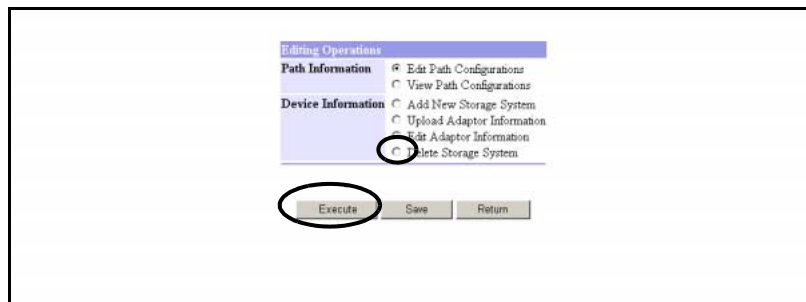 Editing Operations
Path Information Edit Path Configurations
View Path Configurations
Device Information Add New Storage System
Upload Adaptor Information
Edit Adaptor Information
Delete Storage System
Execute Save Return